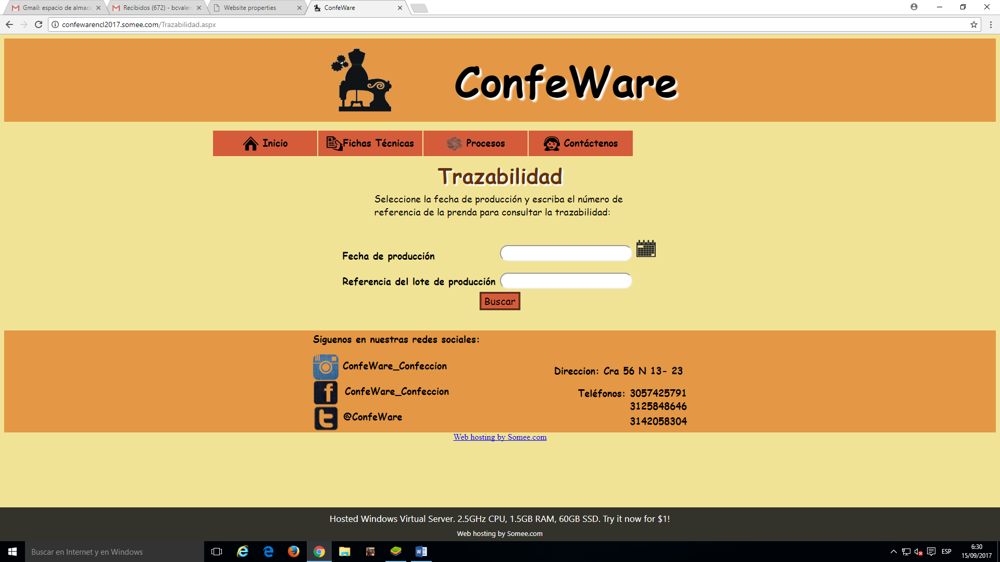 Gmail: espacio de almace
Recibidos (672) - bcvaler
Website properties
ConfeWare
confewarencl2017.somee.com/Trazabilidad.aspx
ConfeWare
Inicio
Fichas Técnicas
Procesos
Contáctenos
Trazabilidad
Seleccione la fecha de producción y escriba el número de
referencia de la prenda para consultar la trazabilidad:
Fecha de producción
Referencia del lote de producción
Buscar
Siguenos en nuestras redes sociales:
ConfeWare_Confeccion
ConfeWare_Confeccion
@ConfeWare
Direccion: Cra 56 N 13- 23
Teléfonos: 3057425791
3125848646
3142058304
Web hosting by Somee.com
Hosted Windows Virtual Server. 2.5GHz CPU, 1.5GB RAM, 60GB SSD. Try it now for $1!
Web hosting by Somee.com
Buscar en Internet y en Windows
ESP
6:30
15/09/2017